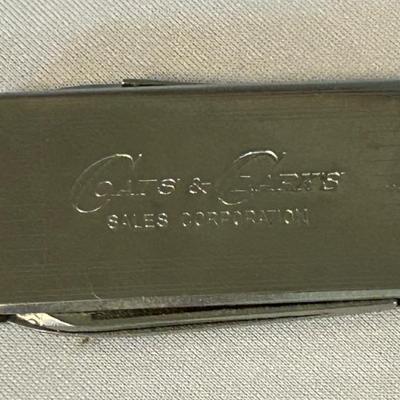 COATS & CLARK'S
SALES CORPORATION